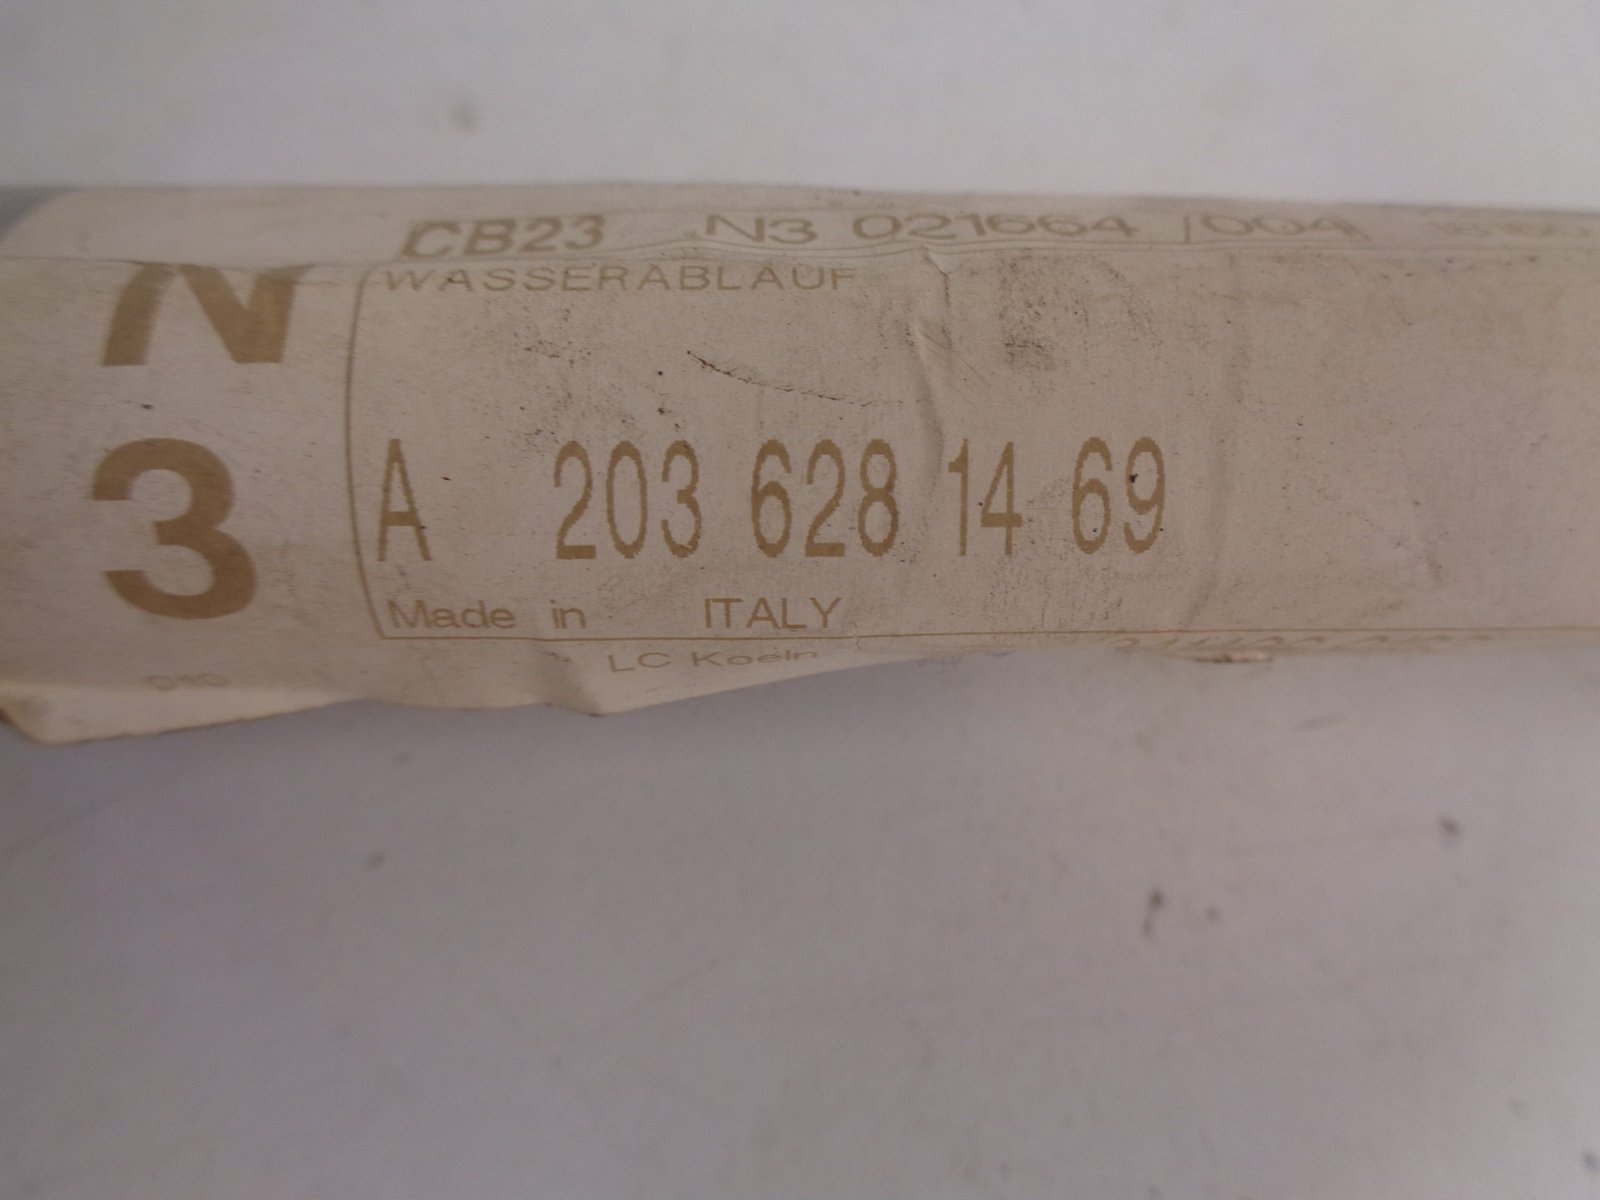 CB23 N3 021664 /004
N
WASSERABLAUF
3
A 203 628 14 69
Made in ITALY
LC Koeln